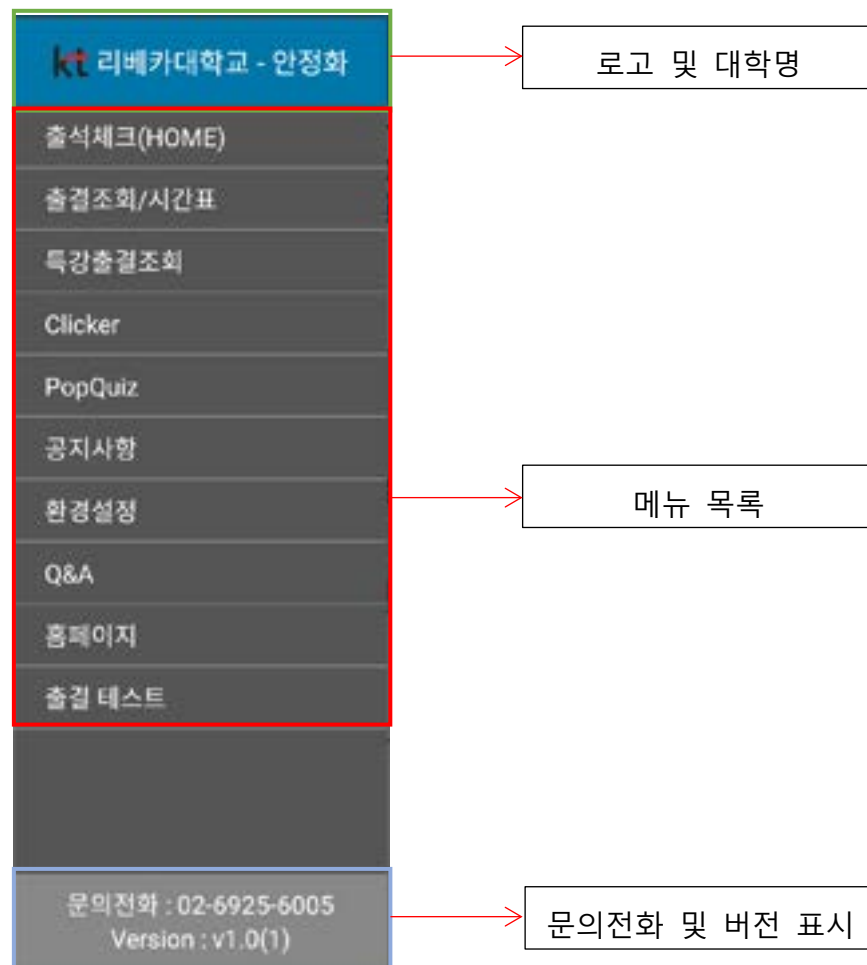 kt 리베카대학교 - 안정화
로고 및 대학명
출석체크(HOME)
출결조회/시간표
특강출결조회
Clicker
PopQuiz
공지사항
환경설정
메뉴 목록
Q&A
홈페이지
출결 테스트
문의전화 : 02-6925-6005
Version : v1.0(1)
문의전화 및 버전 표시